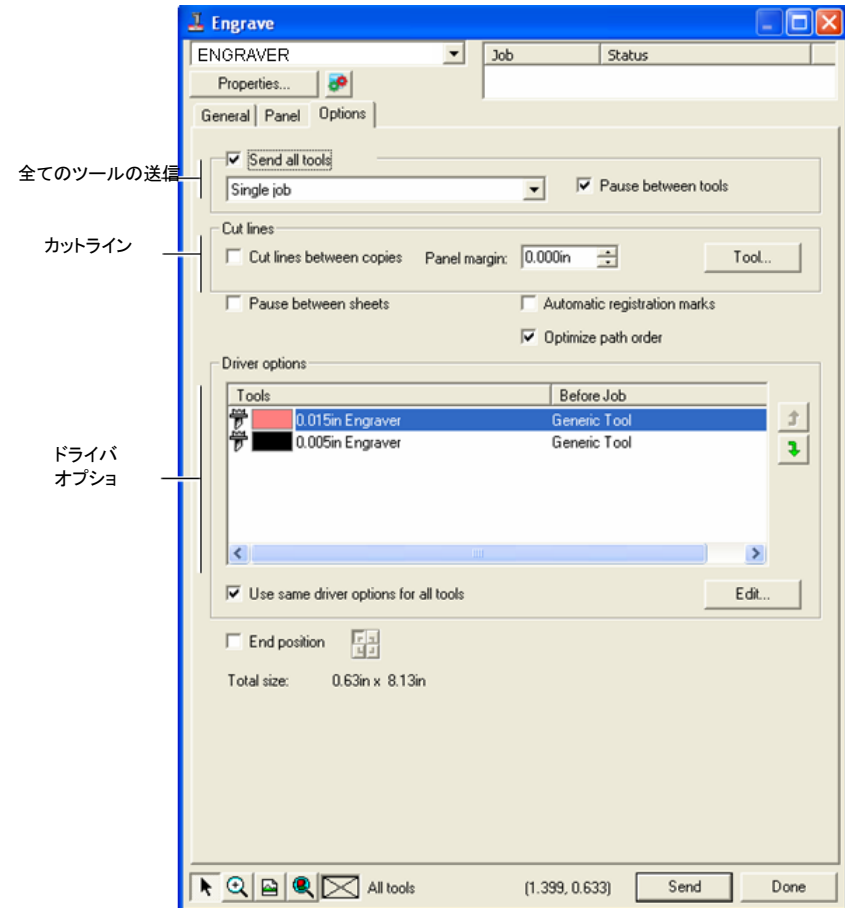 Engrave
ENGRAVER
Job Status
Properties...
General Panel Options
全てのツールの送信
Send all tools
Single job
Pause between tools
カットライン
Cut lines
Cut lines between copies Panel margin: 0.000in Tool...
Pause between sheets Automatic registration marks
Optimize path order
Driver options
Tools Before Job
0.015in Engraver Generic Tool
0.005in Engraver Generic Tool
ドライバ
オプショ
Use same driver options for all tools Edit...
End position
Total size: 0.63in x 8.13in
All tools (1.399, 0.633) Send Done